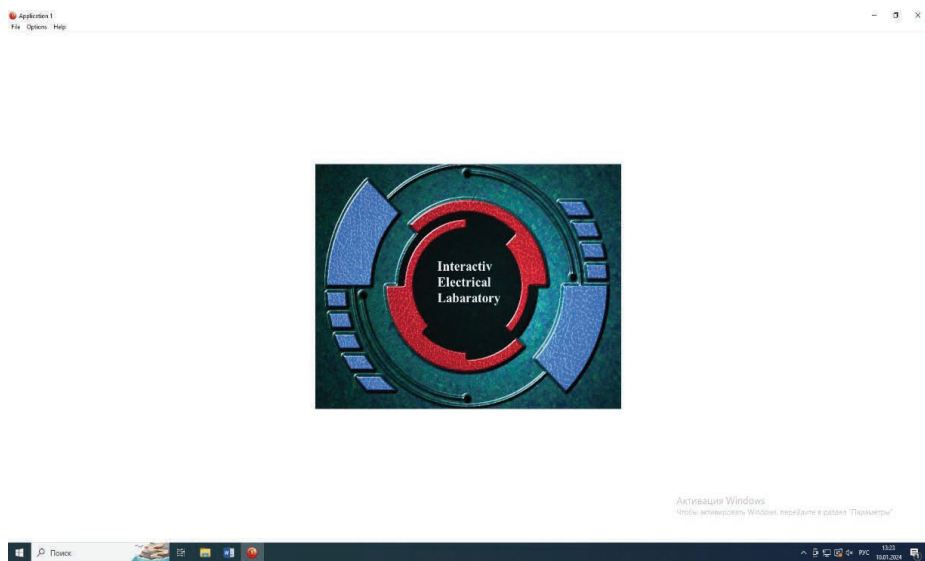 Application 1
File Options Help
Interactiv
Electrical
Labaratory
Активация Windows
Чтобы активировать Windows, перейдите в раздел "Параметры"
Поиск
РУС
13:23
10.01.2024